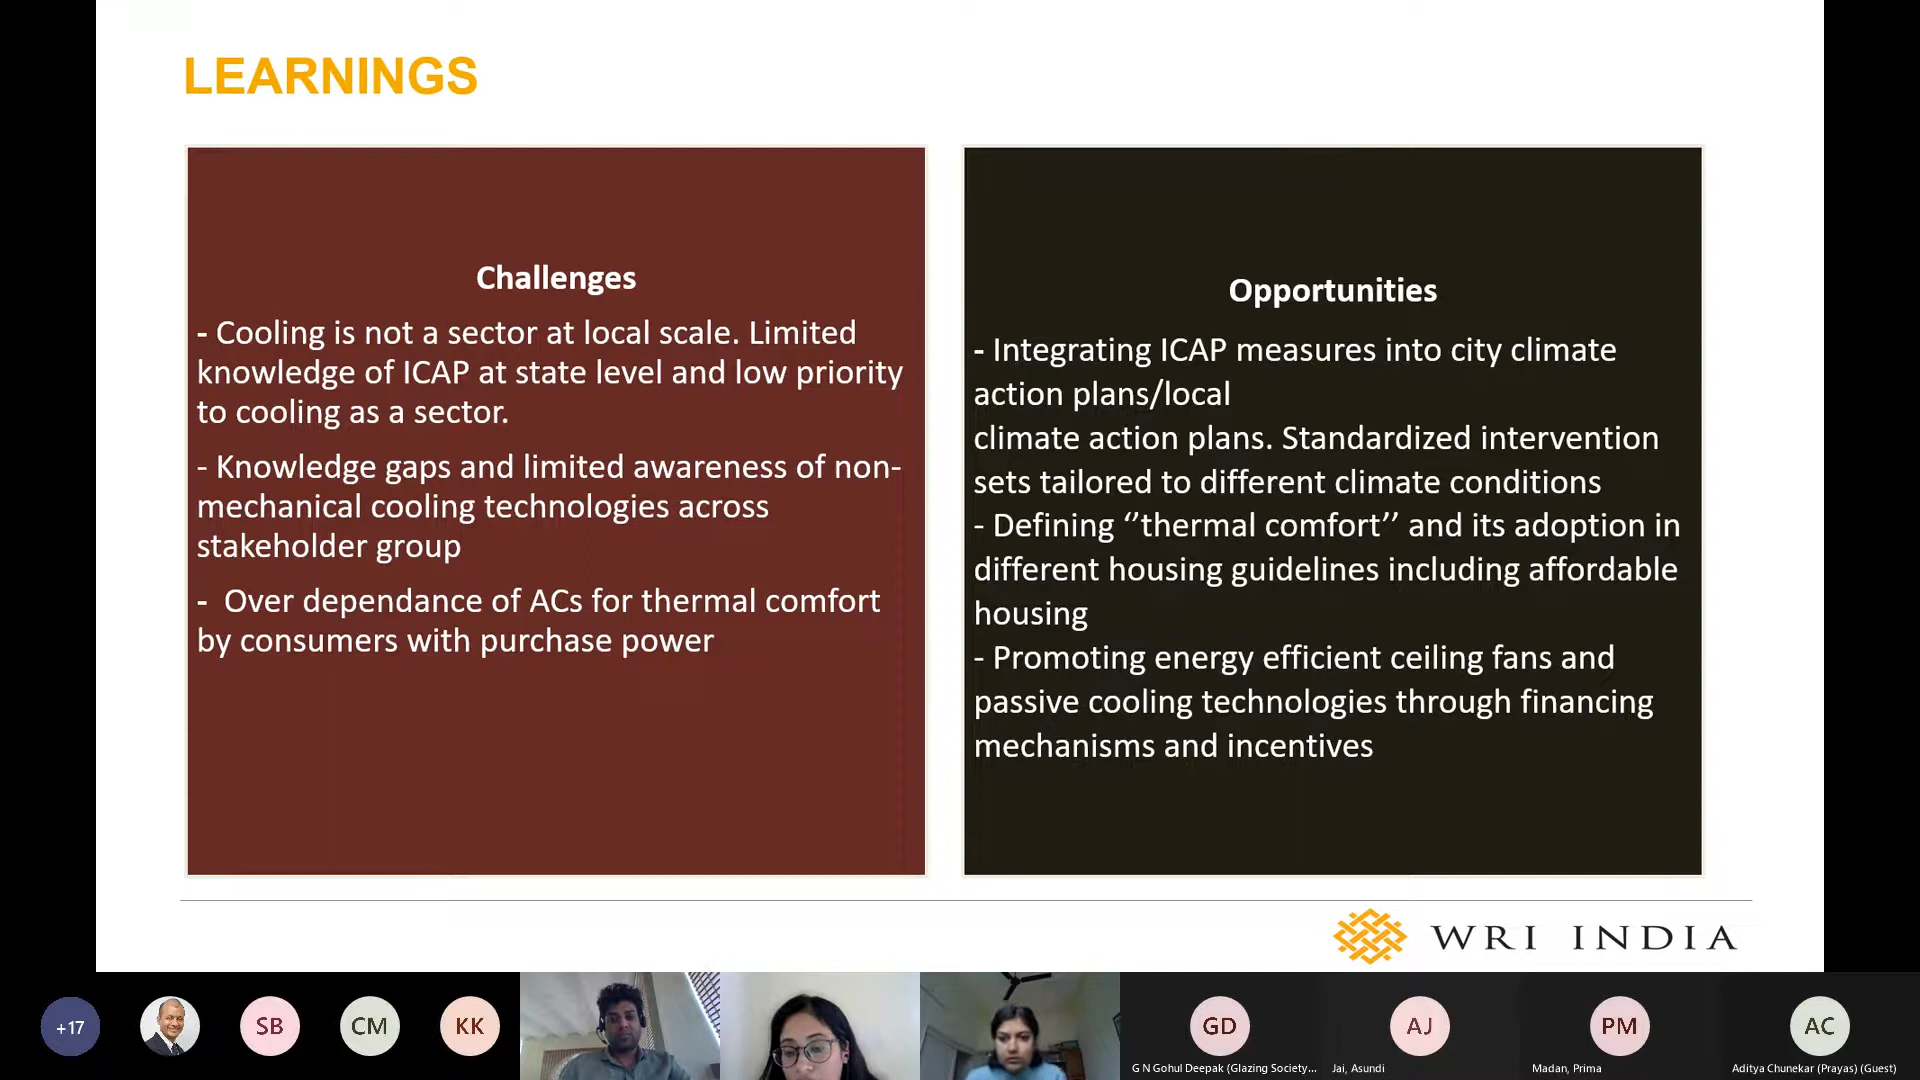 LEARNINGS
Challenges
- Cooling is not a sector at local scale. Limited
knowledge of ICAP at state level and low priority
to cooling as a sector.
- Knowledge gaps and limited awareness of non-
mechanical cooling technologies across
stakeholder group
- Over dependance of ACs for thermal comfort
by consumers with purchase power
Opportunities
- Integrating ICAP measures into city climate
action plans/local
climate action plans. Standardized intervention
sets tailored to different climate conditions
- Defining ‘’thermal comfort’’ and its adoption in
different housing guidelines including affordable
housing
- Promoting energy efficient ceiling fans and
passive cooling technologies through financing
mechanisms and incentives
WRI INDIA
+17
SB
CM
KK
GD
AJ
PM
AC
G N Gohul Deepak (Glazing Society...
Jai, Asundi
Madan, Prima
Aditya Chunekar (Prayas) (Guest)